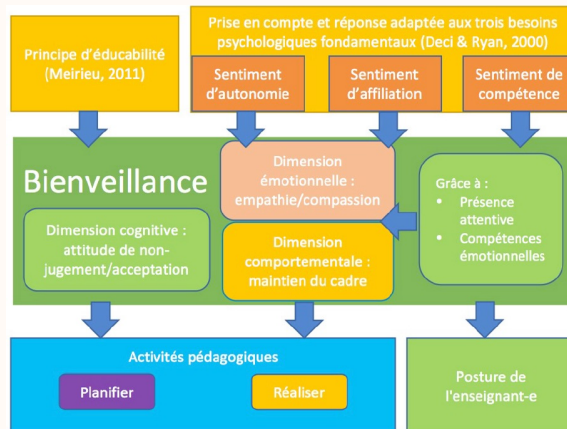 Principe d'éducabilité
(Meirieu, 2011)
Prise en compte et réponse adaptée aux trois besoins
psychologiques fondamentaux (Deci & Ryan, 2000)
Sentiment
d'autonomie
Sentiment
d'affiliation
Sentiment de
compétence
Bienveillance
Dimension cognitive :
attitude de non-
jugement/acceptation
Dimension
émotionnelle :
empathie/compassion
Dimension
comportementale :
maintien du cadre
Grâce à :
• Présence
attentive
• Compétences
émotionnelles
Activités pédagogiques
Planifier
Réaliser
Posture de
l'enseignant-e